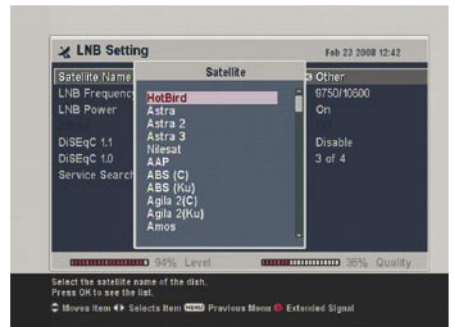 LNB Setting
Feb 23 2008 12:42
Satellite Name
Satellite
Other
LNB Frequency
9750/10600
LNB Power
On
DiSEqC 1.1
Disable
DiSEqC 1.0
3 of 4
Service Search
HotBird
Astra
Astra 2
Astra 3
Nilesat
AAP
ABS (C)
ABS (Ku)
Agila 2(C)
Agila 2(Ku)
Amos
94% Level
36% Quality
Select the satellite name of the dish.
Press OK to see the list.
Moves Item Selects Item MENU Previous Menu Extended Signal